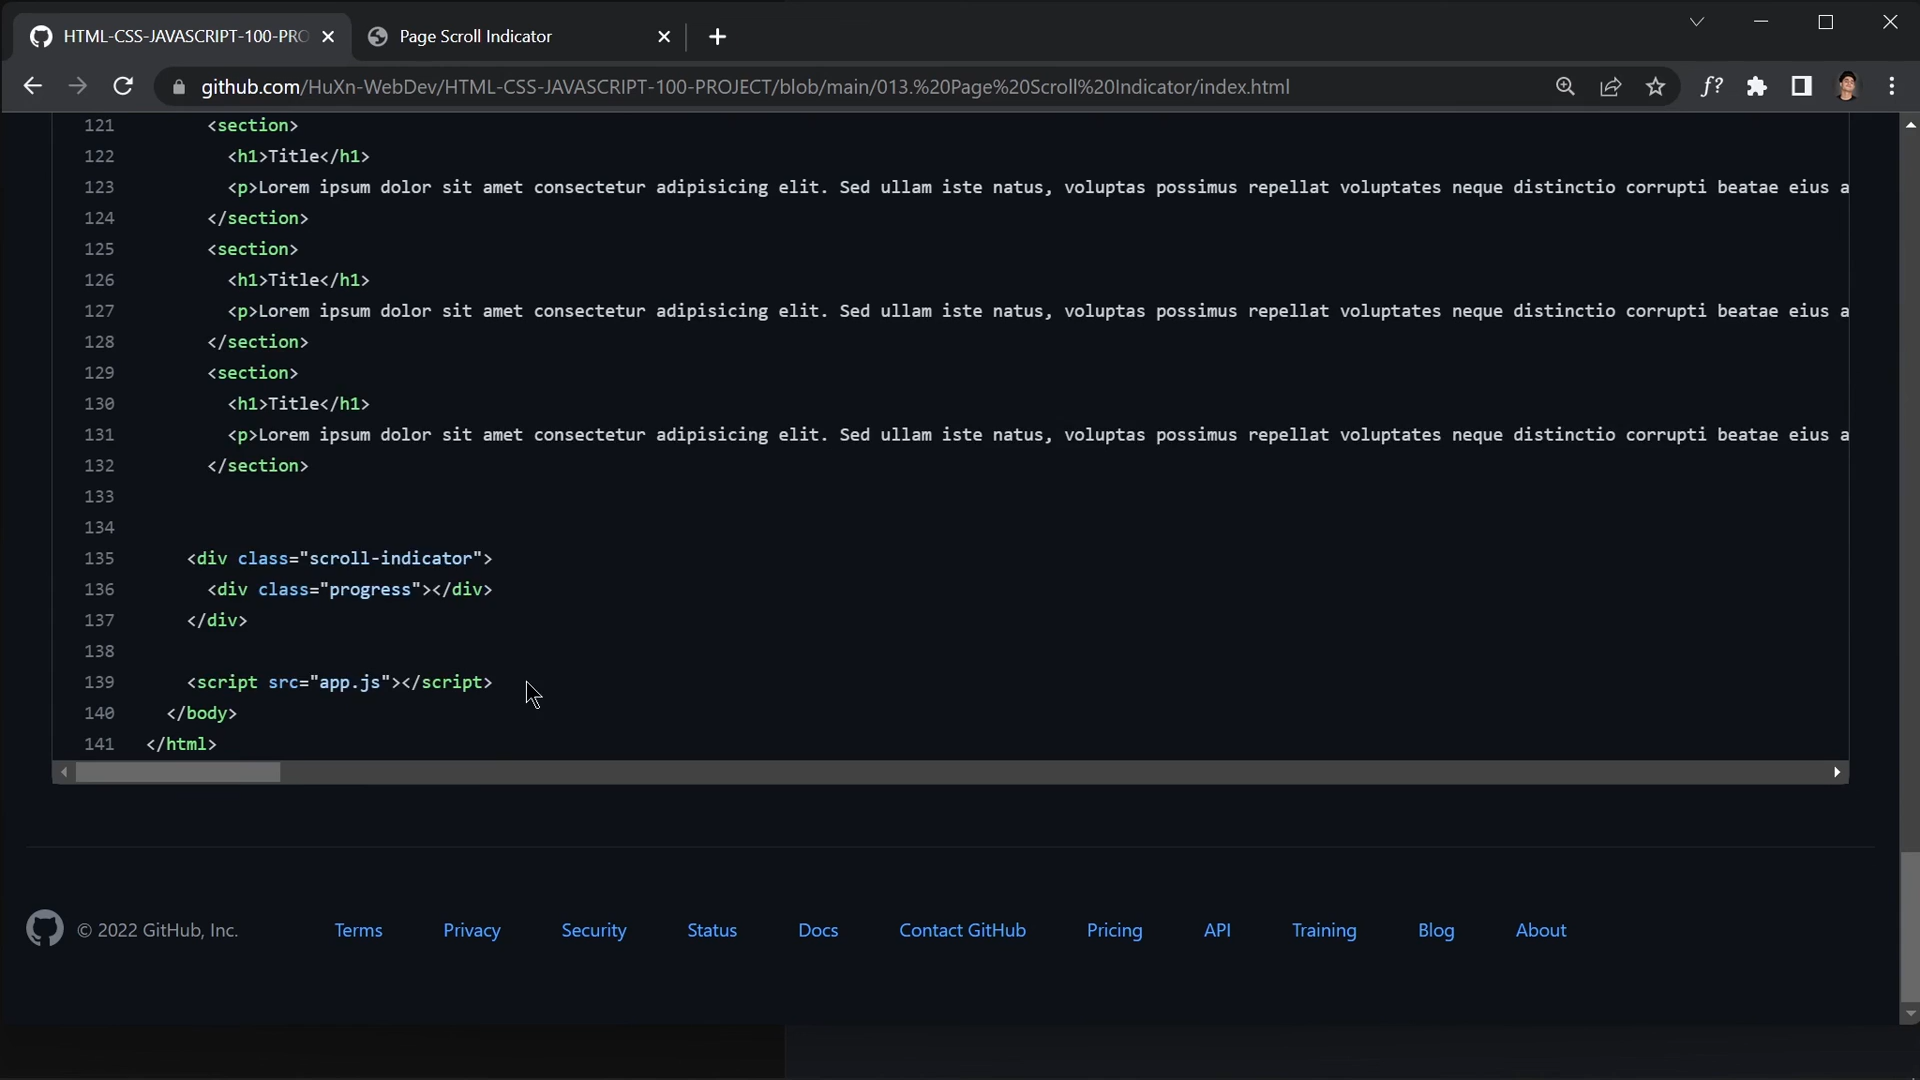 HTML-CSS-JAVASCRIPT-100-PRO
Page Scroll Indicator
github.com/HuXn-WebDev/HTML-CSS-JAVASCRIPT-100-PROJECT/blob/main/013.%20Page%20Scroll%20Indicator/index.html
f?
121 <section>
122 <h1>Title</h1>
123 <p>Lorem ipsum dolor sit amet consectetur adipisicing elit. Sed ullam iste natus, voluptas possimus repellat voluptates neque distinctio corrupti beatae eius a
124 </section>
125 <section>
126 <h1>Title</h1>
127 <p>Lorem ipsum dolor sit amet consectetur adipisicing elit. Sed ullam iste natus, voluptas possimus repellat voluptates neque distinctio corrupti beatae eius a
128 </section>
129 <section>
130 <h1>Title</h1>
131 <p>Lorem ipsum dolor sit amet consectetur adipisicing elit. Sed ullam iste natus, voluptas possimus repellat voluptates neque distinctio corrupti beatae eius a
132 </section>
133
134
135 <div class="scroll-indicator">
136 <div class="progress"></div>
137 </div>
138
139 <script src="app.js"></script>
140 </body>
141 </html>
© 2022 GitHub, Inc. Terms Privacy Security Status Docs Contact GitHub Pricing API Training Blog About